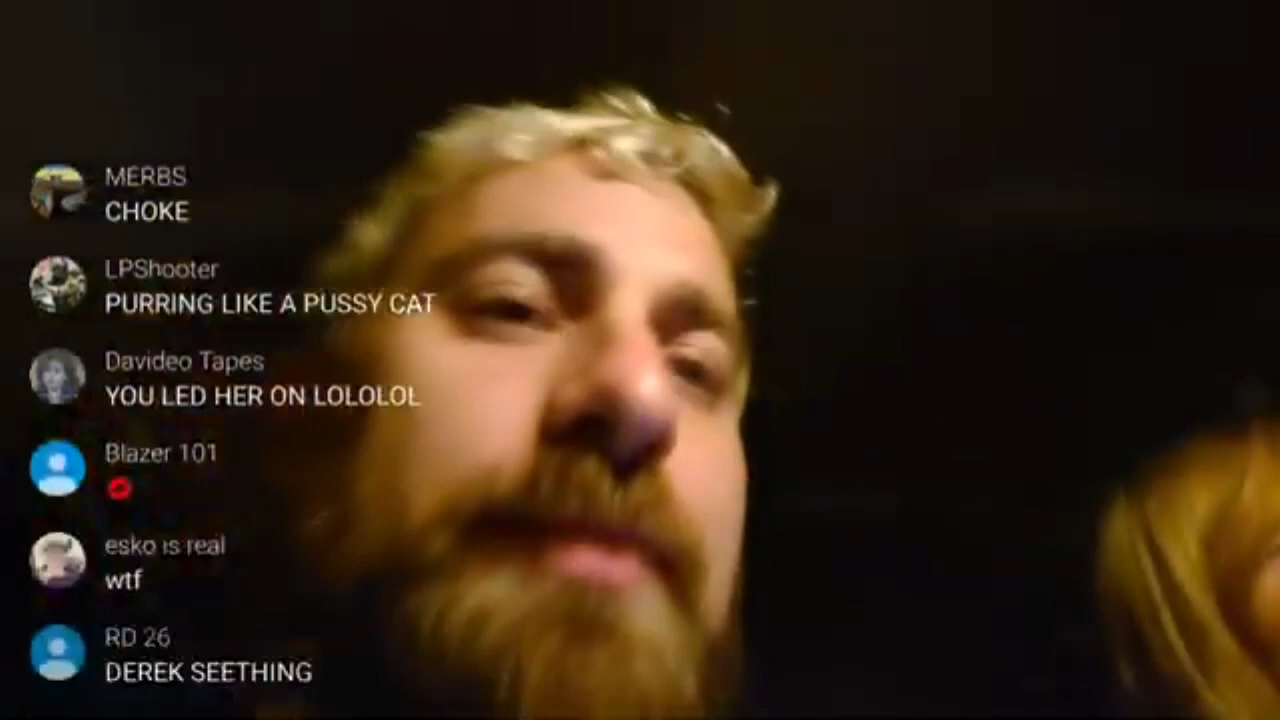 MERBS
CHOKE
LPShooter
PURRING LIKE A PUSSY CAT
Davideo Tapes
YOU LED HER ON LOLOLOL
Blazer 101
esko is real
wtf
RD 26
DEREK SEETHING